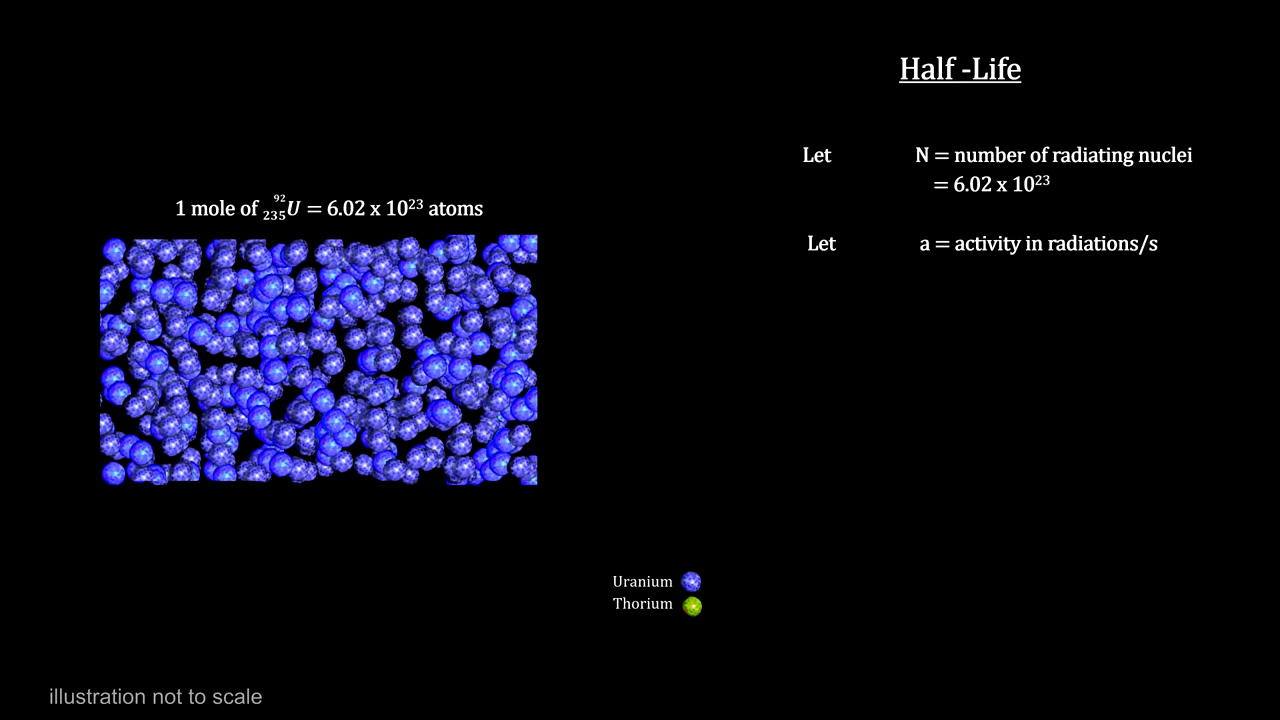 Half -Life
Let N = number of radiating nuclei
= 6.02 x 10²³
1 mole of ⁹²₂₃₅U = 6.02 x 10²³ atoms
Let a = activity in radiations/s
Uranium
Thorium
illustration not to scale